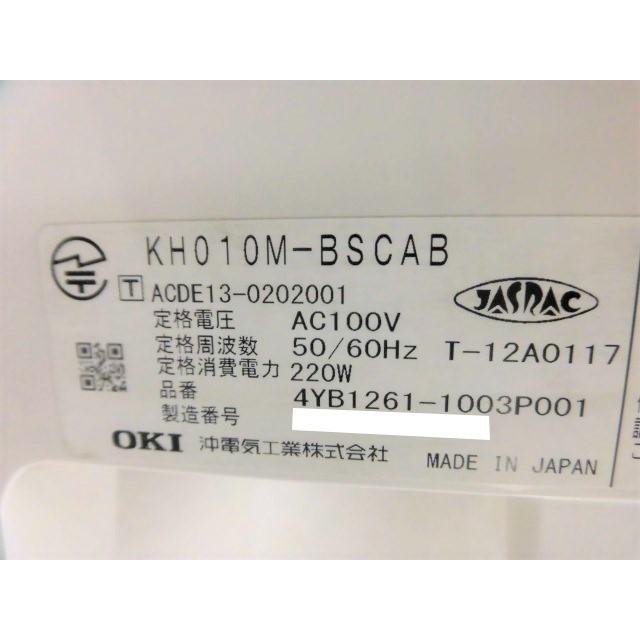 KH010M-BSCAB
T ACDE13-0202001
JASRAC
定格電圧 AC100V
定格周波数 50/60Hz T-12A0117
定格消費電力 220W
品番 4YB1261-1003P001
製造番号
OKI 沖電気工業株式会社
MADE IN JAPAN